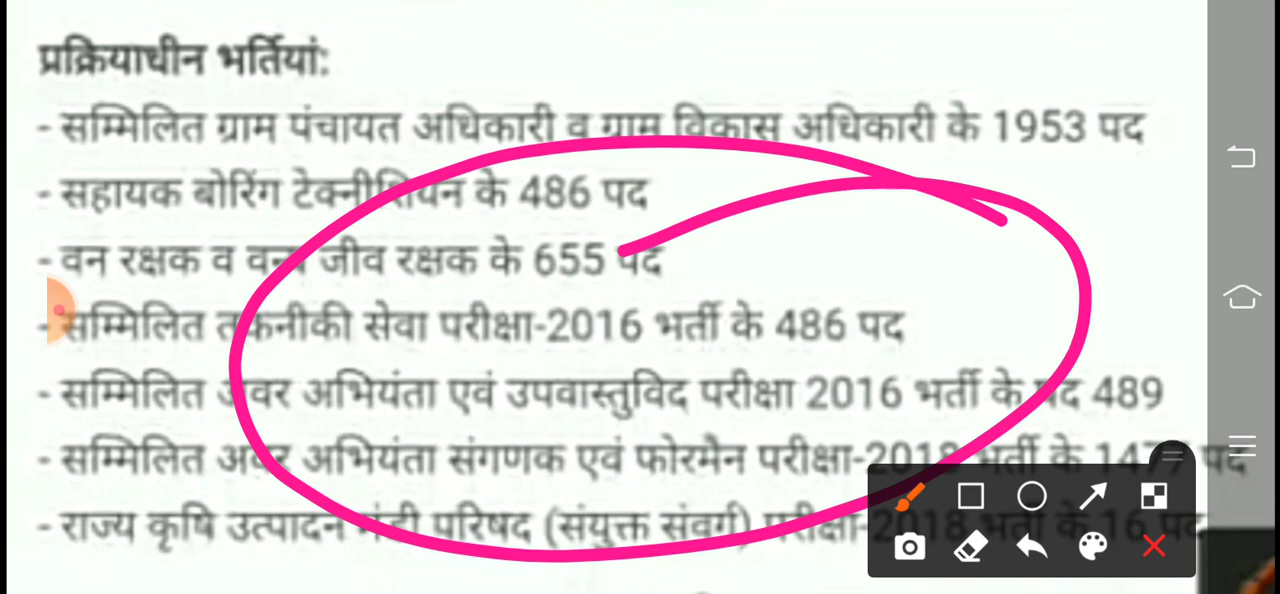 प्रक्रियाधीन भर्तियां:
- सम्मिलित ग्राम पंचायत अधिकारी व ग्राम विकास अधिकारी के 1953 पद
- सहायक बोरिंग टेक्नीशियन के 486 पद
- वन रक्षक व वन्य जीव रक्षक के 655 पद
- सम्मिलित तकनीकी सेवा परीक्षा-2016 भर्ती के 486 पद
- सम्मिलित अवर अभियंता एवं उपवास्तुविद परीक्षा 2016 भर्ती के पद 489
- सम्मिलित अवर अभियंता संगणक एवं फोरमैन परीक्षा-2018 भर्ती के 1477 पद
- राज्य कृषि उत्पादन मंडी परिषद (संयुक्त संवर्ग) परीक्षा-2018 भर्ती के 16 पद